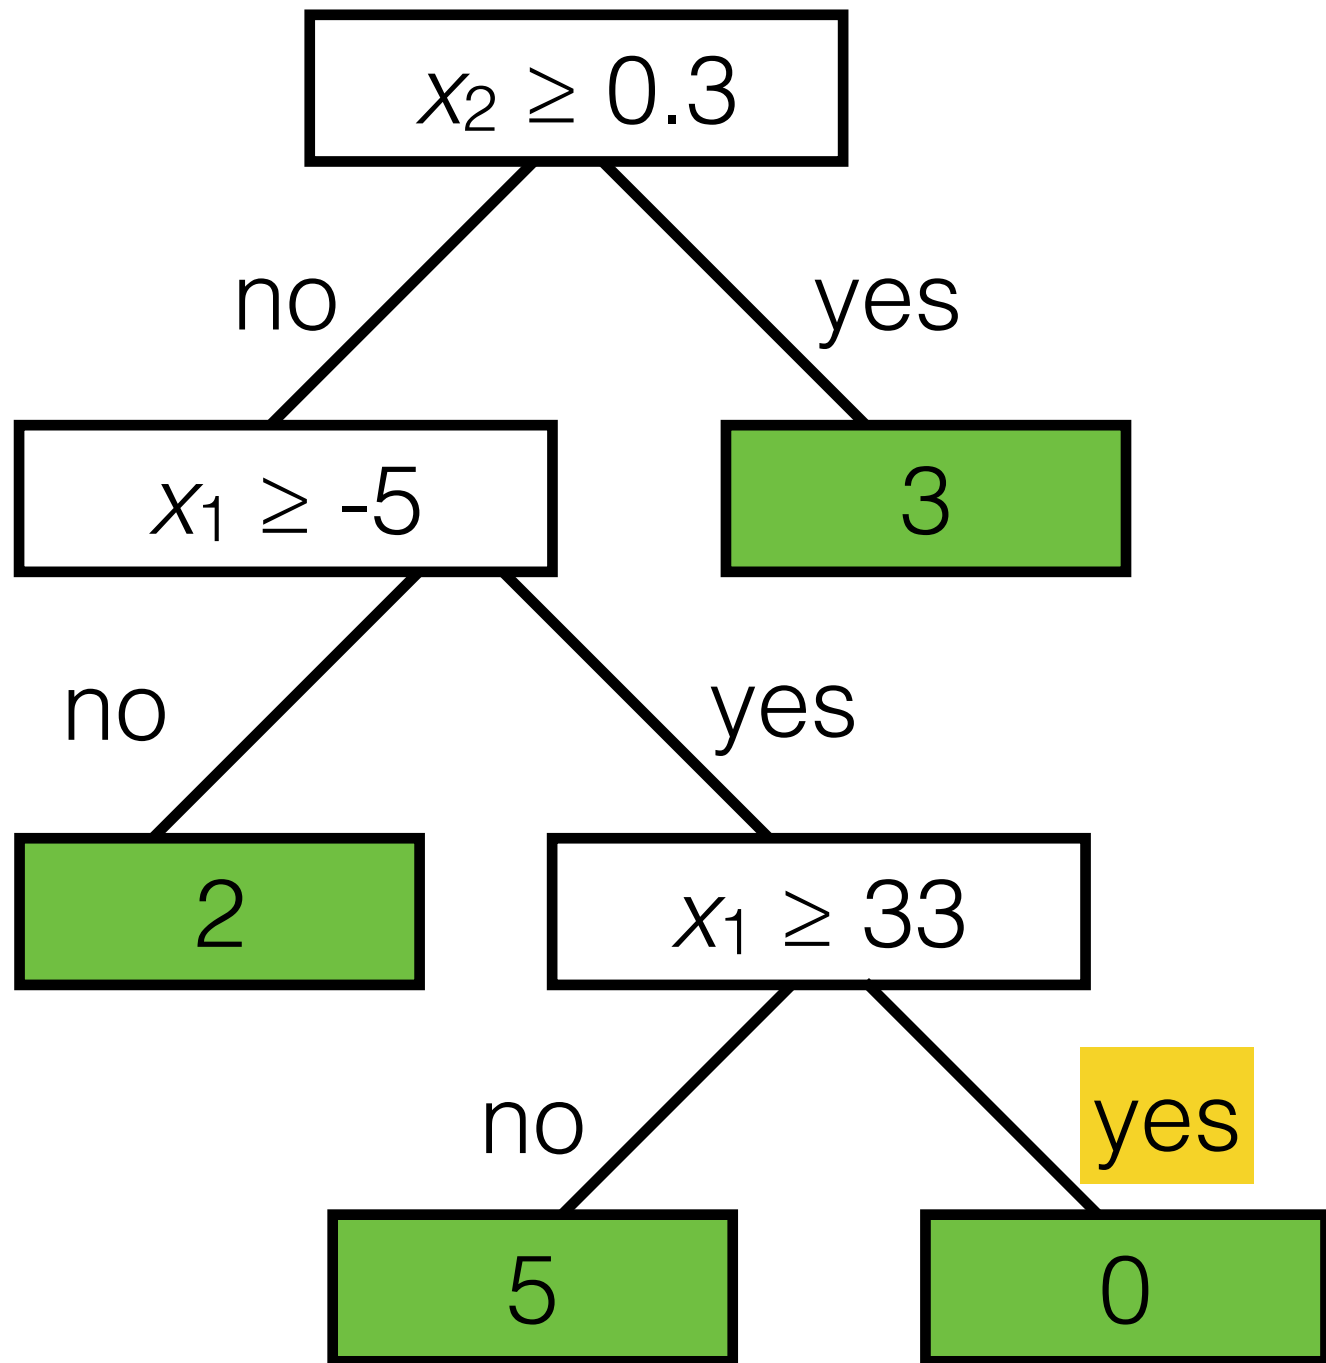 x₂ ≥ 0.3
no
yes
x₁ ≥ -5
3
no
yes
2
x₁ ≥ 33
no
yes
5
0